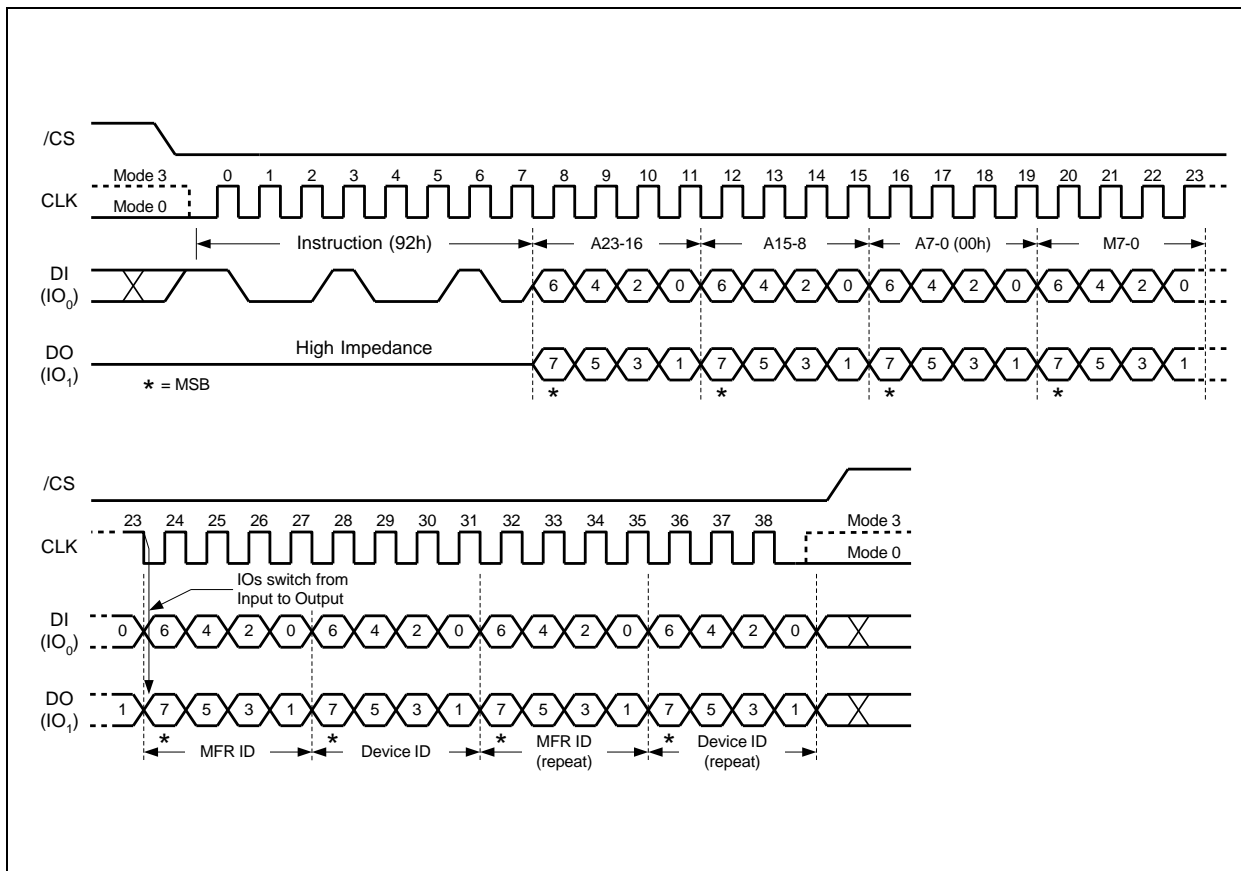 /CS
Mode 3
0 1 2 3 4 5 6 7 8 9 10 11 12 13 14 15 16 17 18 19 20 21 22 23
CLK
Mode 0
Instruction (92h) A23-16 A15-8 A7-0 (00h) M7-0
DI
(IO0)
6 4 2 0 6 4 2 0 6 4 2 0 6 4 2 0
High Impedance
DO
(IO1)
7 5 3 1 7 5 3 1 7 5 3 1 7 5 3 1
* = MSB
* * * *
/CS
23 24 25 26 27 28 29 30 31 32 33 34 35 36 37 38
Mode 3
CLK
Mode 0
IOs switch from
Input to Output
DI
(IO0)
0 6 4 2 0 6 4 2 0 6 4 2 0 6 4 2 0
DO
(IO1)
1 7 5 3 1 7 5 3 1 7 5 3 1 7 5 3 1
* * * *
MFR ID Device ID MFR ID Device ID
(repeat) (repeat)